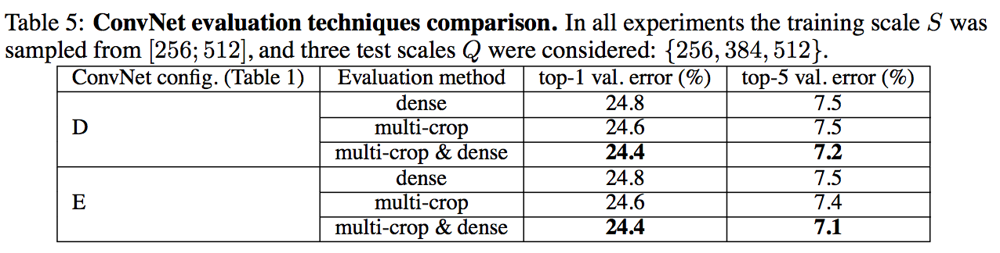 Table 5: ConvNet evaluation techniques comparison. In all experiments the training scale S was
sampled from [256; 512], and three test scales Q were considered: {256, 384, 512}.
ConvNet config. (Table 1) Evaluation method top-1 val. error (%) top-5 val. error (%)
D dense 24.8 7.5
multi-crop 24.6 7.5
multi-crop & dense 24.4 7.2
E dense 24.8 7.5
multi-crop 24.6 7.4
multi-crop & dense 24.4 7.1